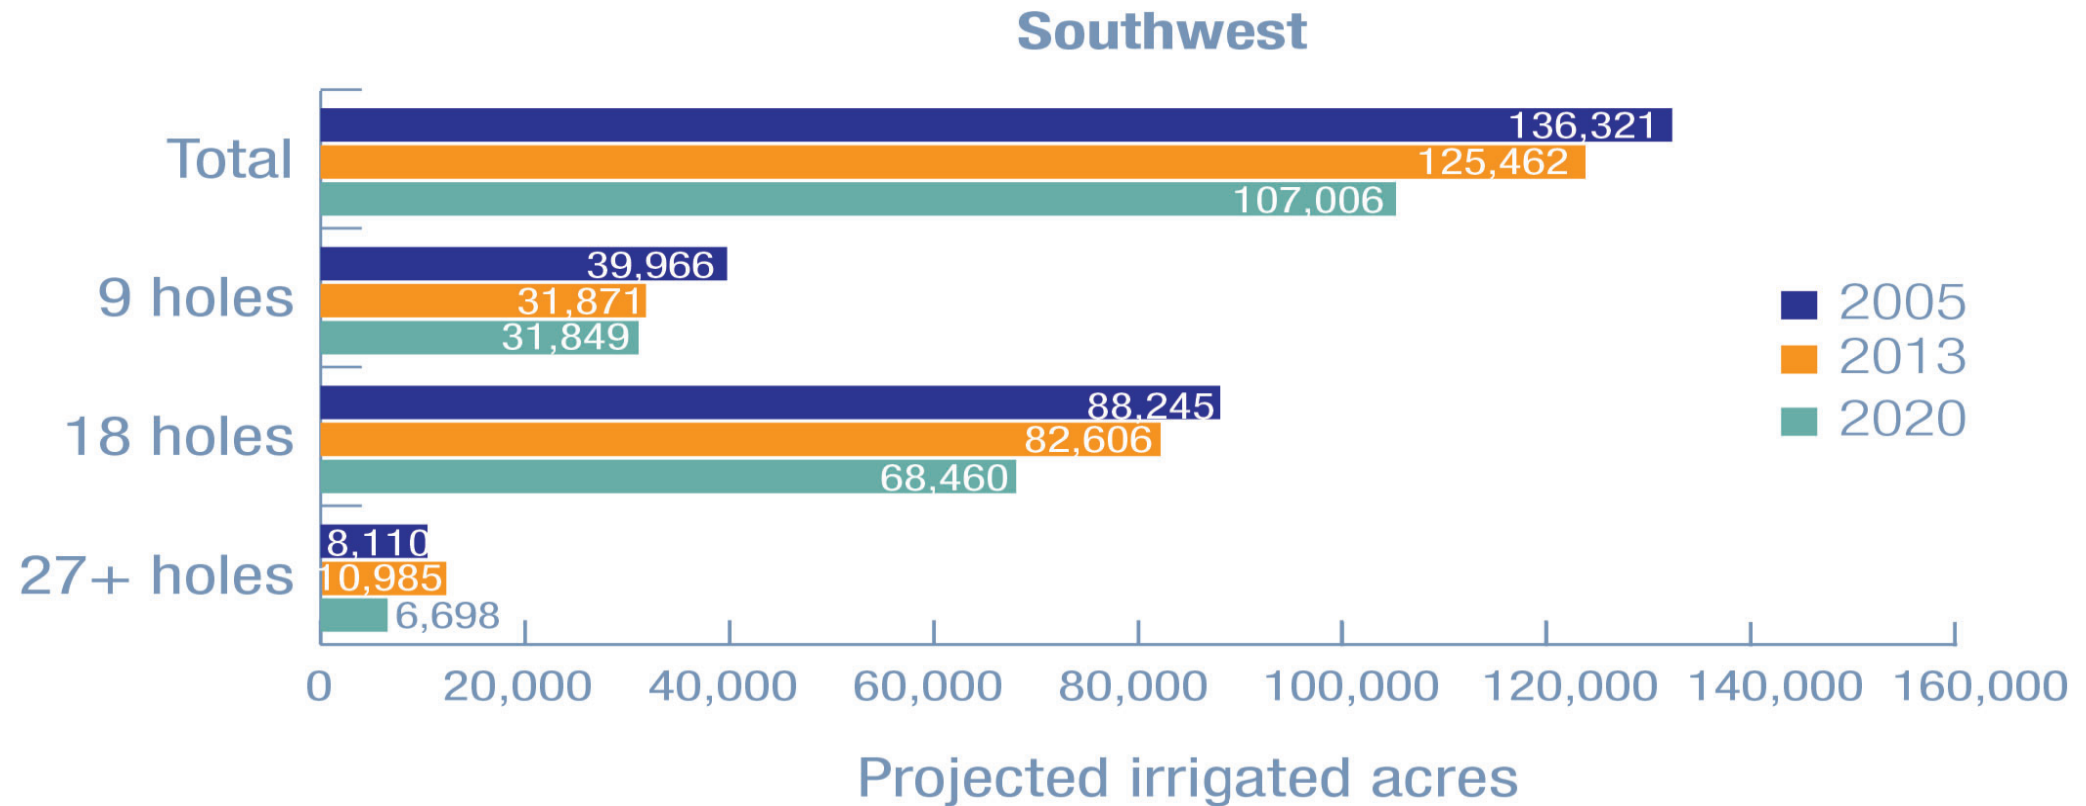 Southwest
Total
136,321
125,462
107,006
9 holes
39,966
31,871
31,849
18 holes
88,245
82,606
68,460
27+ holes
8,110
10,985
6,698
2005
2013
2020
0 20,000 40,000 60,000 80,000 100,000 120,000 140,000 160,000
Projected irrigated acres